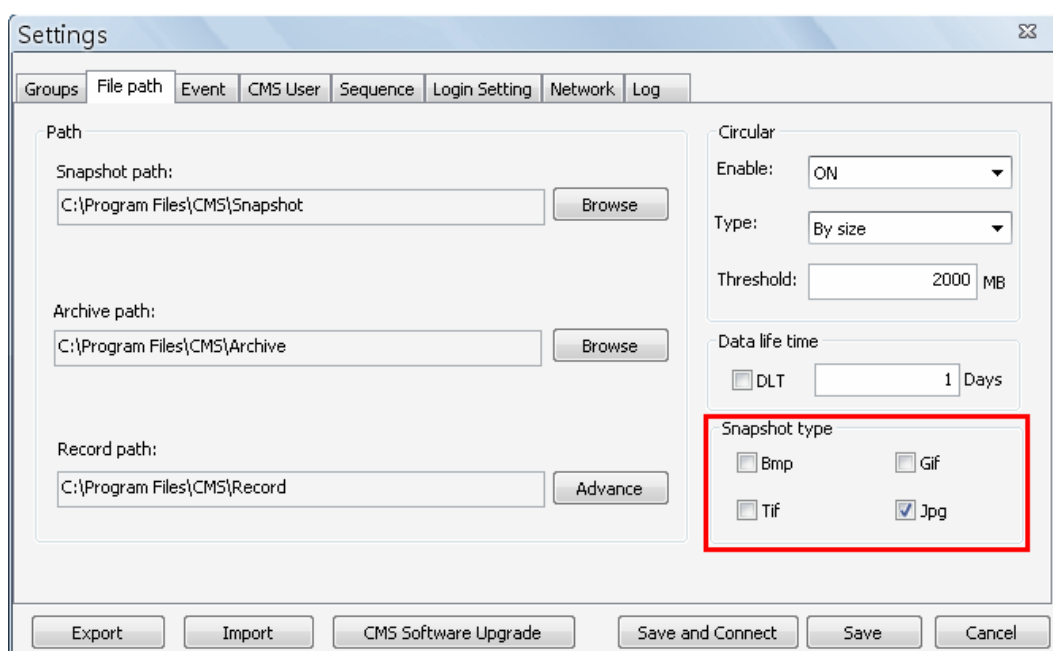 Settings
Groups File path Event CMS User Sequence Login Setting Network Log
Path
Snapshot path:
C:\Program Files\CMS\Snapshot Browse
Archive path:
C:\Program Files\CMS\Archive Browse
Record path:
C:\Program Files\CMS\Record Advance
Circular
Enable: ON
Type: By size
Threshold: 2000 MB
Data life time
DLT 1 Days
Snapshot type
Bmp Gif
Tif Jpg
Export Import CMS Software Upgrade Save and Connect Save Cancel